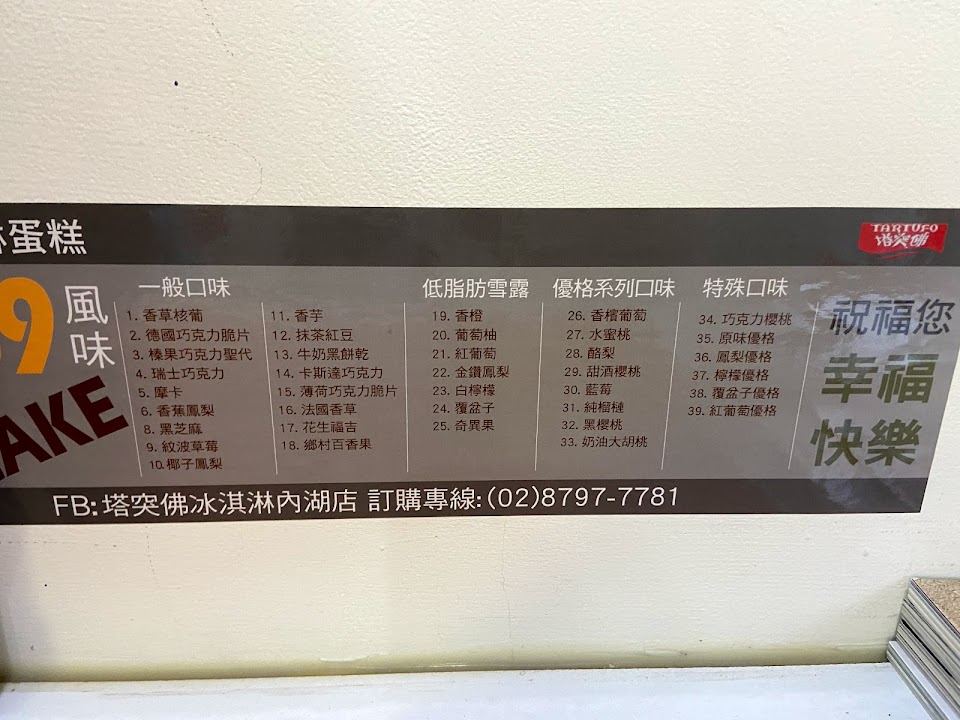 蛋糕
TARTUFO
塔突佛
9
風味
AKE
一般口味
1. 香草核葡
2. 德國巧克力脆片
3. 榛果巧克力聖代
4. 瑞士巧克力
5. 摩卡
6. 香蕉鳳梨
8. 黑芝麻
9. 紋波草莓
10. 椰子鳳梨
11. 香芋
12. 抹茶紅豆
13. 牛奶黑餅乾
14. 卡斯達巧克力
15. 薄荷巧克力脆片
16. 法國香草
17. 花生福吉
18. 鄉村百香果
低脂肪雪露
19. 香橙
20. 葡萄柚
21. 紅葡萄
22. 金鑽鳳梨
23. 白檸檬
24. 覆盆子
25. 奇異果
優格系列口味
26. 香檳葡萄
27. 水蜜桃
28. 酪梨
29. 甜酒櫻桃
30. 藍莓
31. 純榴槤
32. 黑櫻桃
33. 奶油大胡桃
特殊口味
34. 巧克力櫻桃
35. 原味優格
36. 鳳梨優格
37. 檸檬優格
38. 覆盆子優格
39. 紅葡萄優格
祝福您
幸福
快樂
FB:塔突佛冰淇淋內湖店 訂購專線:(02)8797-7781